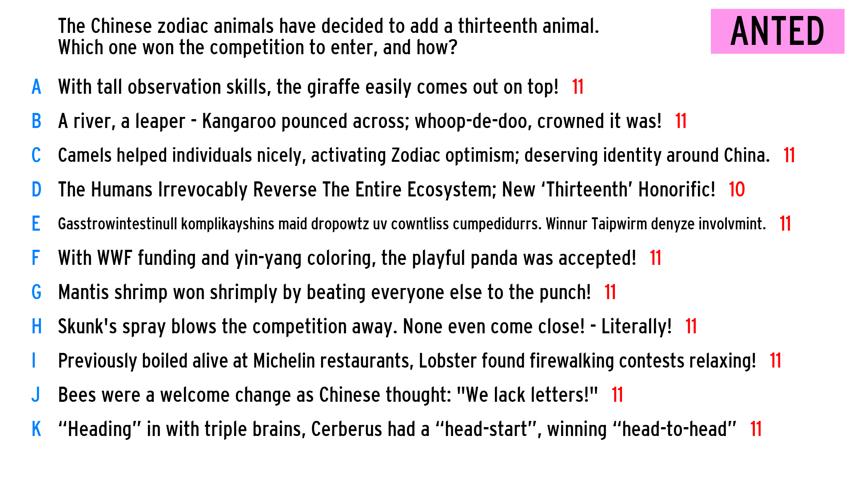 The Chinese zodiac animals have decided to add a thirteenth animal.
Which one won the competition to enter, and how?
ANTED
A With tall observation skills, the giraffe easily comes out on top! 11
B A river, a leaper - Kangaroo pounced across; whoop-de-doo, crowned it was! 11
C Camels helped individuals nicely, activating Zodiac optimism; deserving identity around China. 11
D The Humans Irrevocably Reverse The Entire Ecosystem; New ‘Thirteenth’ Honorific! 10
E Gasstrowintestinull komplikayshins maid dropowtz uv cowntliss cumpedidurrs. Winnur Taipwirm denyze involvmint. 11
F With WWF funding and yin-yang coloring, the playful panda was accepted! 11
G Mantis shrimp won shrimply by beating everyone else to the punch! 11
H Skunk's spray blows the competition away. None even come close! - Literally! 11
I Previously boiled alive at Michelin restaurants, Lobster found firewalking contests relaxing! 11
J Bees were a welcome change as Chinese thought: "We lack letters!" 11
K “Heading” in with triple brains, Cerberus had a “head-start”, winning “head-to-head” 11